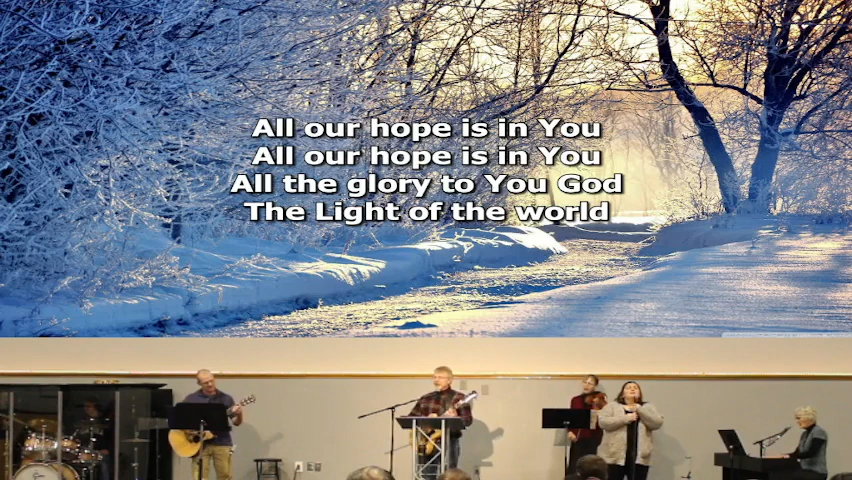 All our hope is in You
All our hope is in You
All the glory to You God
The Light of the world